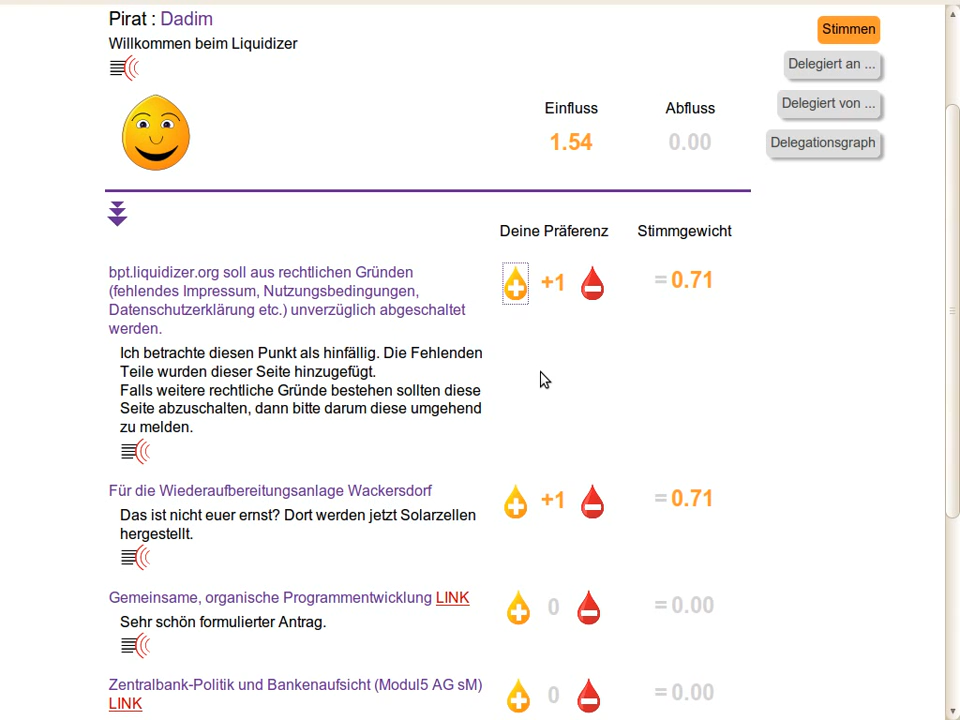 Pirat : Dadim
Stimmen
Willkommen beim Liquidizer
Delegiert an ...
Delegiert von ...
Einfluss Abfluss
1.54 0.00
Delegationsgraph
Deine Präferenz Stimmgewicht
bpt.liquidizer.org soll aus rechtlichen Gründen
(fehlendes Impressum, Nutzungsbedingungen,
Datenschutzerklärung etc.) unverzüglich abgeschaltet
werden.
+1 = 0.71
Ich betrachte diesen Punkt als hinfällig. Die Fehlenden
Teile wurden dieser Seite hinzugefügt.
Falls weitere rechtliche Gründe bestehen sollten diese
Seite abzuschalten, dann bitte darum diese umgehend
zu melden.
Für die Wiederaufbereitungsanlage Wackersdorf
+1 = 0.71
Das ist nicht euer ernst? Dort werden jetzt Solarzellen
hergestellt.
Gemeinsame, organische Programmentwicklung LINK
0 = 0.00
Sehr schön formulierter Antrag.
Zentralbank-Politik und Bankenaufsicht (Modul5 AG sM)
LINK
0 = 0.00